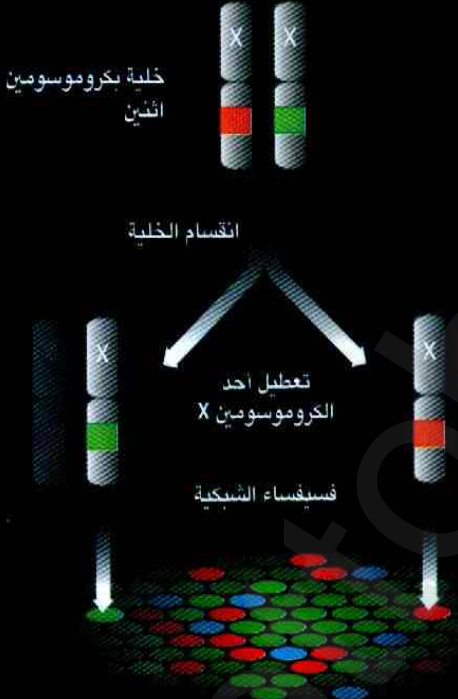 X X
خلية بكروموسومين
اثنين
انقسام الخلية
X X
تعطيل أحد
الكروموسومين X
فسيفساء الشبكية